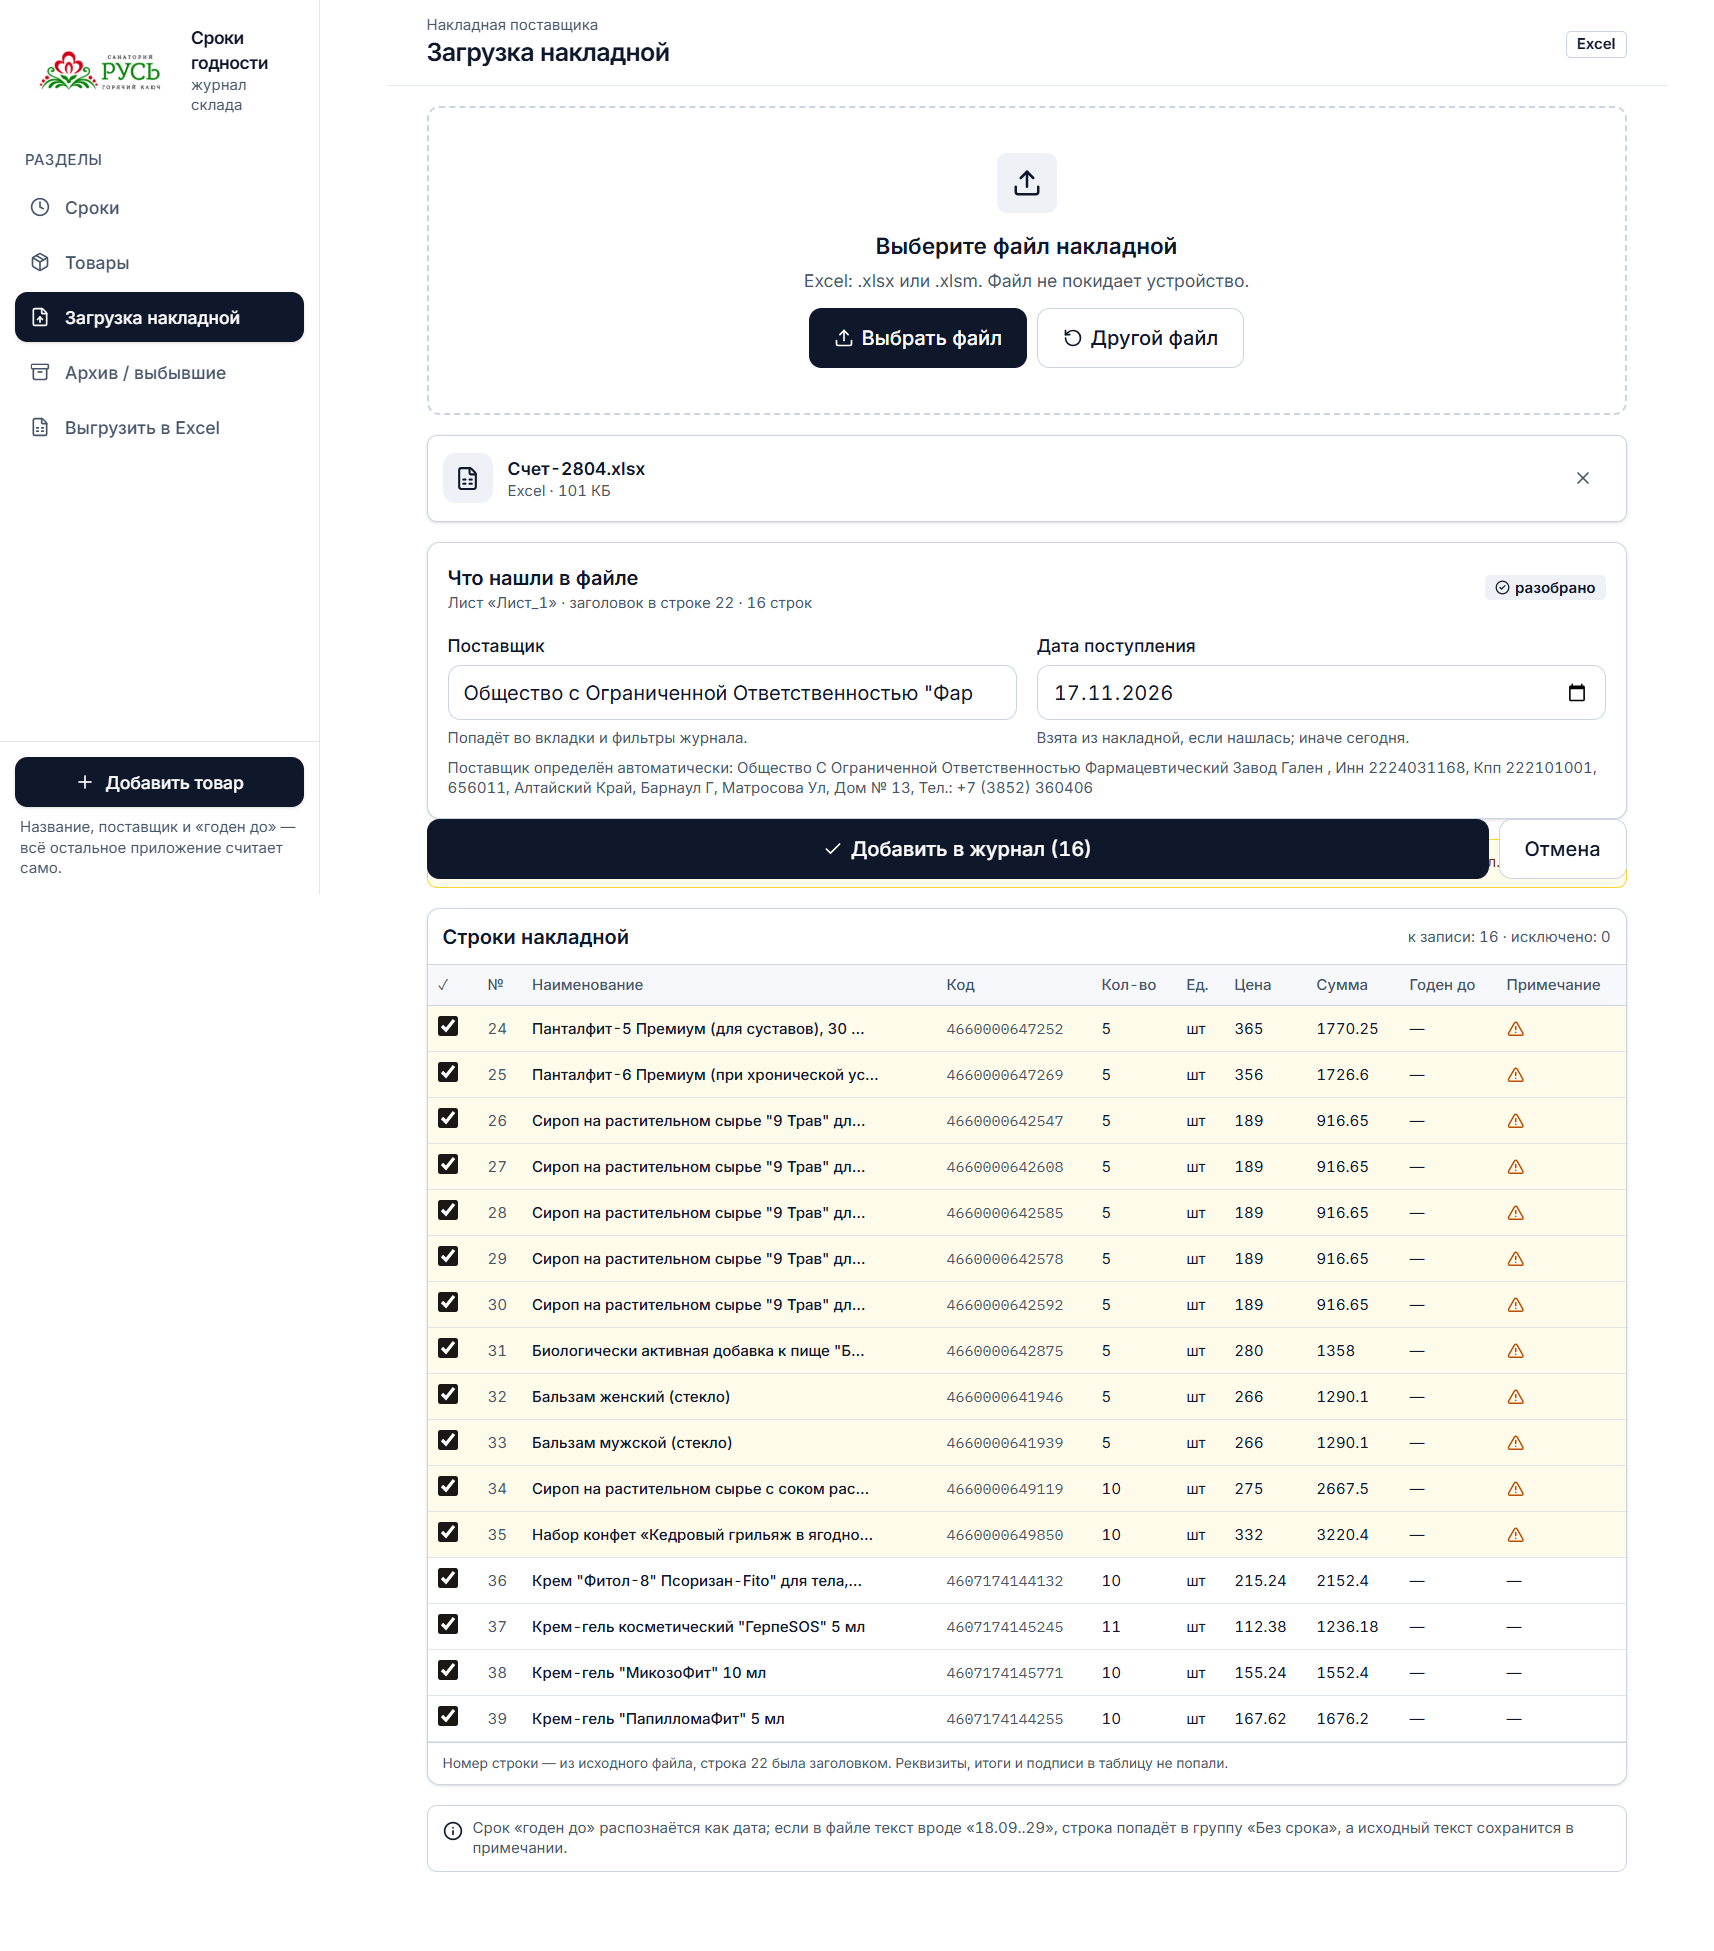 САНАТОРИЙ
РУСЬ
ГОРЯЧИЙ КЛЮЧ
Сроки
годности
журнал
склада
РАЗДЕЛЫ
Сроки
Товары
Загрузка накладной
Архив / выбывшие
Выгрузить в Excel
Добавить товар
Название, поставщик и «годен до» —
всё остальное приложение считает
само.
Накладная поставщика
Загрузка накладной
Excel
Выберите файл накладной
Excel: .xlsx или .xlsm. Файл не покидает устройство.
Выбрать файл
Другой файл
Счет-2804.xlsx
Excel · 101 КБ
Что нашли в файле
Лист «Лист_1» · заголовок в строке 22 · 16 строк
разобрано
Поставщик
Дата поступления
Общество с Ограниченной Ответственностью "Фар
17.11.2026
Попадёт во вкладки и фильтры журнала.
Взята из накладной, если нашлась; иначе сегодня.
Поставщик определён автоматически: Общество С Ограниченной Ответственностью Фармацевтический Завод Гален , Инн 2224031168, Кпп 222101001,
656011, Алтайский Край, Барнаул Г, Матросова Ул, Дом № 13, Тел.: +7 (3852) 360406
Добавить в журнал (16)
Отмена
Строки накладной
к записи: 16 · исключено: 0
✓ № Наименование Код Кол-во Ед. Цена Сумма Годен до Примечание
24 Панталфит-5 Премиум (для суставов), 30 ... 4660000647252 5 шт 365 1770.25 —
25 Панталфит-6 Премиум (при хронической ус... 4660000647269 5 шт 356 1726.6 —
26 Сироп на растительном сырье "9 Трав" дл... 4660000642547 5 шт 189 916.65 —
27 Сироп на растительном сырье "9 Трав" дл... 4660000642608 5 шт 189 916.65 —
28 Сироп на растительном сырье "9 Трав" дл... 4660000642585 5 шт 189 916.65 —
29 Сироп на растительном сырье "9 Трав" дл... 4660000642578 5 шт 189 916.65 —
30 Сироп на растительном сырье "9 Трав" дл... 4660000642592 5 шт 189 916.65 —
31 Биологически активная добавка к пище "Б... 4660000642875 5 шт 280 1358 —
32 Бальзам женский (стекло) 4660000641946 5 шт 266 1290.1 —
33 Бальзам мужской (стекло) 4660000641939 5 шт 266 1290.1 —
34 Сироп на растительном сырье с соком рас... 4660000649119 10 шт 275 2667.5 —
35 Набор конфет «Кедровый грильяж в ягодно... 4660000649850 10 шт 332 3220.4 —
36 Крем "Фитол-8" Псоризан-Fito" для тела,... 4607174144132 10 шт 215.24 2152.4 — —
37 Крем-гель косметический "ГерпеSOS" 5 мл 4607174145245 11 шт 112.38 1236.18 — —
38 Крем-гель "МикозоФит" 10 мл 4607174145771 10 шт 155.24 1552.4 — —
39 Крем-гель "ПапилломаФит" 5 мл 4607174144255 10 шт 167.62 1676.2 — —
Номер строки — из исходного файла, строка 22 была заголовком. Реквизиты, итоги и подписи в таблицу не попали.
Срок «годен до» распознаётся как дата; если в файле текст вроде «18.09..29», строка попадёт в группу «Без срока», а исходный текст сохранится в
примечании.